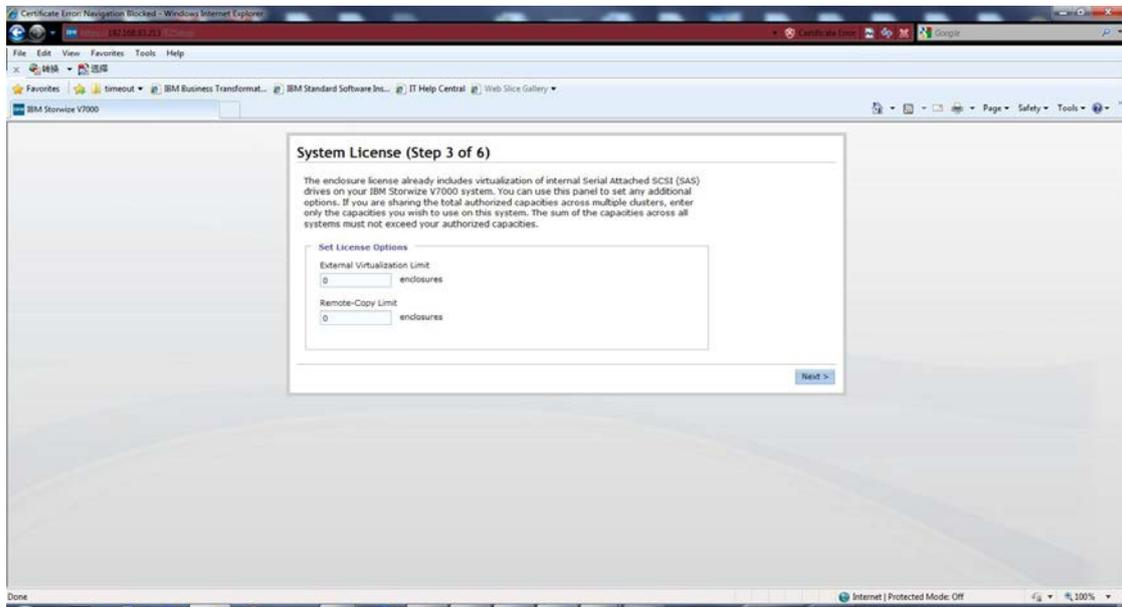 Certificate Error: Navigation Blocked - Windows Internet Explorer
Certificate Error
Google
File Edit View Favorites Tools Help
x 轉換 選擇
Favorites timeout IBM Business Transformat... IBM Standard Software Ins... IT Help Central Web Slice Gallery
IBM Storwize V7000
Page Safety Tools
System License (Step 3 of 6)
The enclosure license already includes virtualization of internal Serial Attached SCSI (SAS)
drives on your IBM Storwize V7000 system. You can use this panel to set any additional
options. If you are sharing the total authorized capacities across multiple clusters, enter
only the capacities you wish to use on this system. The sum of the capacities across all
systems must not exceed your authorized capacities.
Set License Options
External Virtualization Limit
0 enclosures
Remote-Copy Limit
0 enclosures
Next >
Done
Internet | Protected Mode: Off
100%